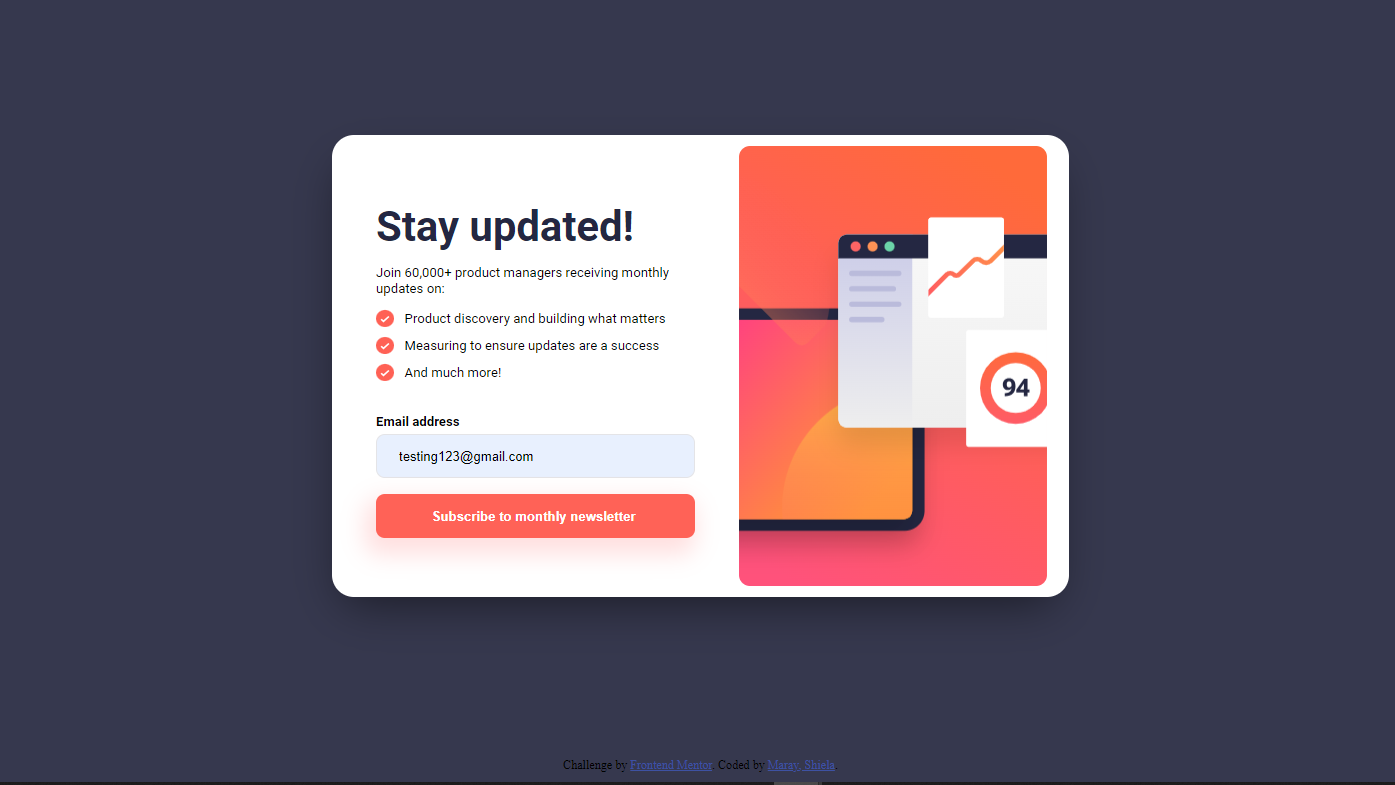 Stay updated!
Join 60,000+ product managers receiving monthly
updates on:
Product discovery and building what matters
Measuring to ensure updates are a success
And much more!
Email address
testing123@gmail.com
Subscribe to monthly newsletter
94
Challenge by Frontend Mentor. Coded by Maray, Shiela.